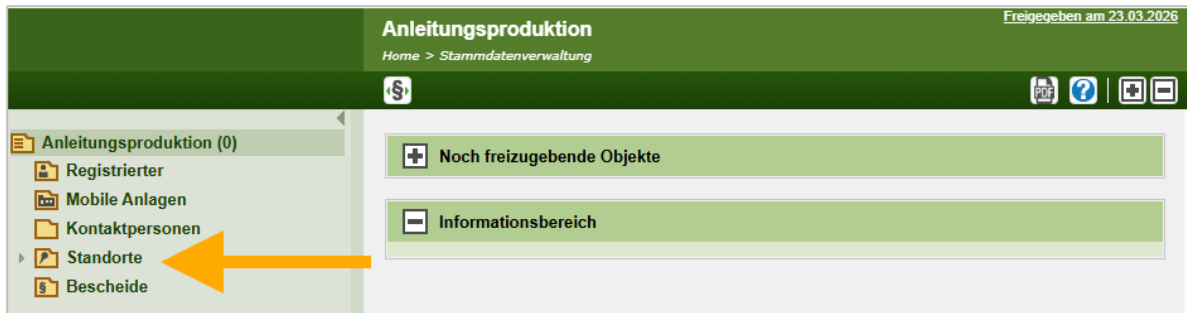 Anleitungsproduktion
Freigegeben am 23.03.2026
Home > Stammdatenverwaltung
§
PDF
?
Anleitungsproduktion (0)
Registrierter
Mobile Anlagen
Kontaktpersonen
Standorte
§ Bescheide
Noch freizugebende Objekte
Informationsbereich